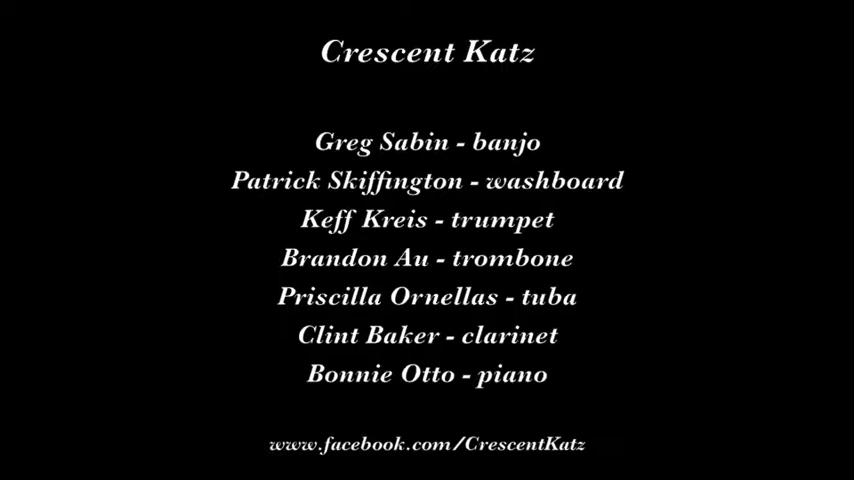 Crescent Katz
Greg Sabin - banjo
Patrick Skiffington - washboard
Keff Kreis - trumpet
Brandon Au - trombone
Priscilla Ornellas - tuba
Clint Baker - clarinet
Bonnie Otto - piano
www.facebook.com/CrescentKatz